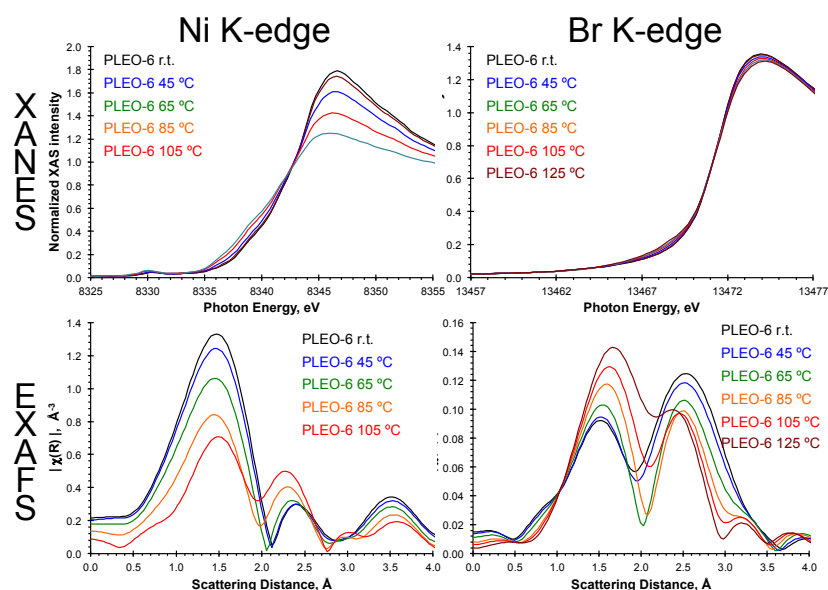 Ni K-edge
Br K-edge
XANES
Normalized XAS intensity
2.0
1.8
1.6
1.4
1.2
1.0
0.8
0.6
0.4
0.2
0.0
PLEO-6 r.t.
PLEO-6 45 ºC
PLEO-6 65 ºC
PLEO-6 85 ºC
PLEO-6 105 ºC
8325 8330 8335 8340 8345 8350 8355
Photon Energy, eV
1.4
1.2
1.0
0.8
0.6
0.4
0.2
0.0
PLEO-6 r.t.
PLEO-6 45 ºC
PLEO-6 65 ºC
PLEO-6 85 ºC
PLEO-6 105 ºC
PLEO-6 125 ºC
13457 13462 13467 13472 13477
Photon Energy, eV
EXAFS
|χ(R) |, Å-3
1.4
1.2
1.0
0.8
0.6
0.4
0.2
0.0
PLEO-6 r.t.
PLEO-6 45 ºC
PLEO-6 65 ºC
PLEO-6 85 ºC
PLEO-6 105 ºC
0.0 0.5 1.0 1.5 2.0 2.5 3.0 3.5 4.0
Scattering Distance, Å
0.16
0.14
0.12
0.10
0.08
0.06
0.04
0.02
0.00
PLEO-6 r.t.
PLEO-6 45 ºC
PLEO-6 65 ºC
PLEO-6 85 ºC
PLEO-6 105 ºC
PLEO-6 125 ºC
0.0 0.5 1.0 1.5 2.0 2.5 3.0 3.5 4.0
Scattering Distance, Å